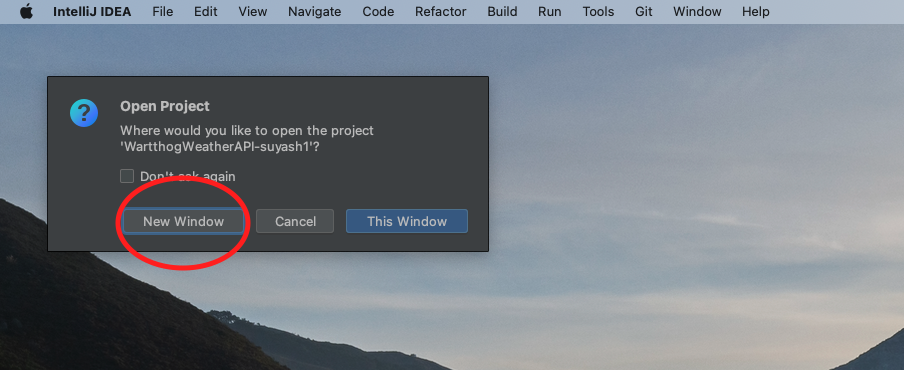 IntelliJ IDEA File Edit View Navigate Code Refactor Build Run Tools Git Window Help
?
Open Project
Where would you like to open the project
'WartthogWeatherAPI-suyash1'?
Don't ask again
New Window Cancel This Window